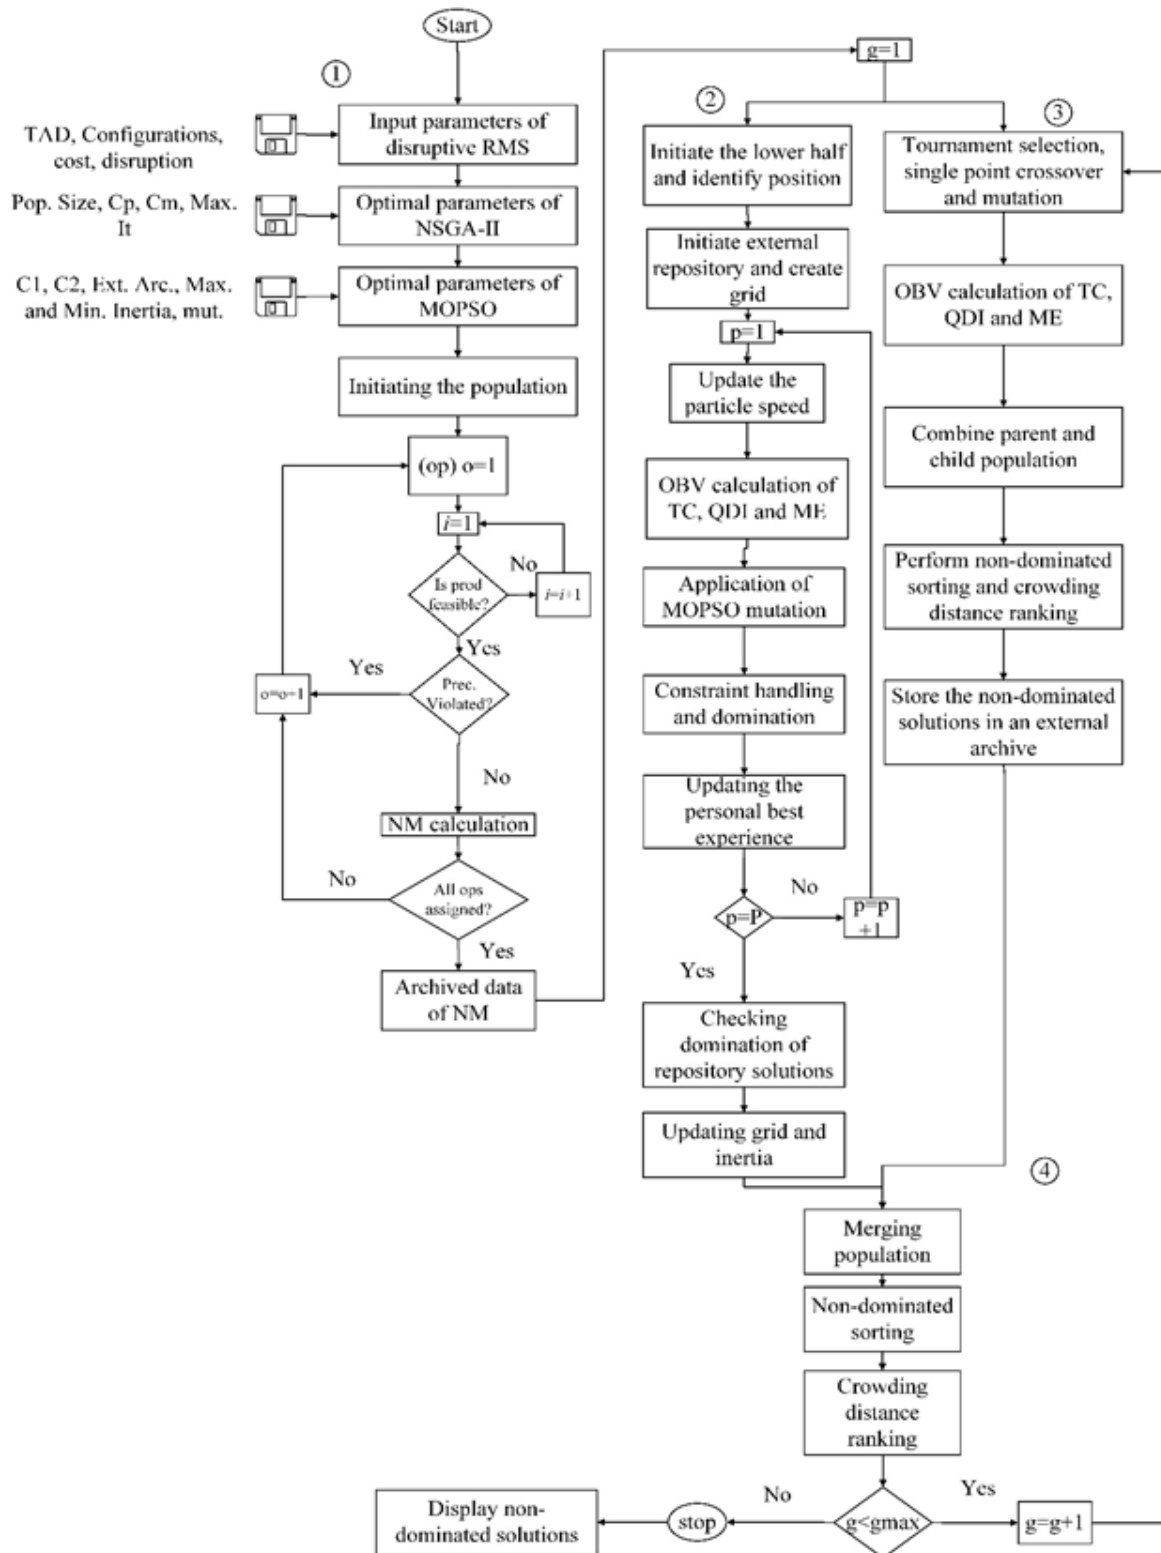 Start
1
TAD, Configurations,
cost, disruption
Input parameters of
disruptive RMS
Pop. Size, Cp, Cm, Max.
It
Optimal parameters of
NSGA-II
C1, C2, Ext. Arc., Max.
and Min. Inertia, mut.
Optimal parameters of
MOPSO
Initiating the population
(op) o=1
i=1
Is prod
feasible?
No
i=i+1
Yes
Prec.
Violated?
Yes
o=o+1
No
NM calculation
All ops
assigned?
No
Yes
Archived data
of NM
g=1
2
Initiate the lower half
and identify position
Initiate external
repository and create
grid
p=1
Update the
particle speed
OBV calculation of
TC, QDI and ME
Application of
MOPSO mutation
Constraint handling
and domination
Updating the
personal best
experience
p=P
No
p=p
+1
Yes
Checking
domination of
repository solutions
Updating grid and
inertia
3
Tournament selection,
single point crossover
and mutation
OBV calculation of TC,
QDI and ME
Combine parent and
child population
Perform non-dominated
sorting and crowding
distance ranking
Store the non-dominated
solutions in an external
archive
4
Merging
population
Non-dominated
sorting
Crowding
distance
ranking
g<gmax
Yes
g=g+1
No
stop
Display non-
dominated solutions